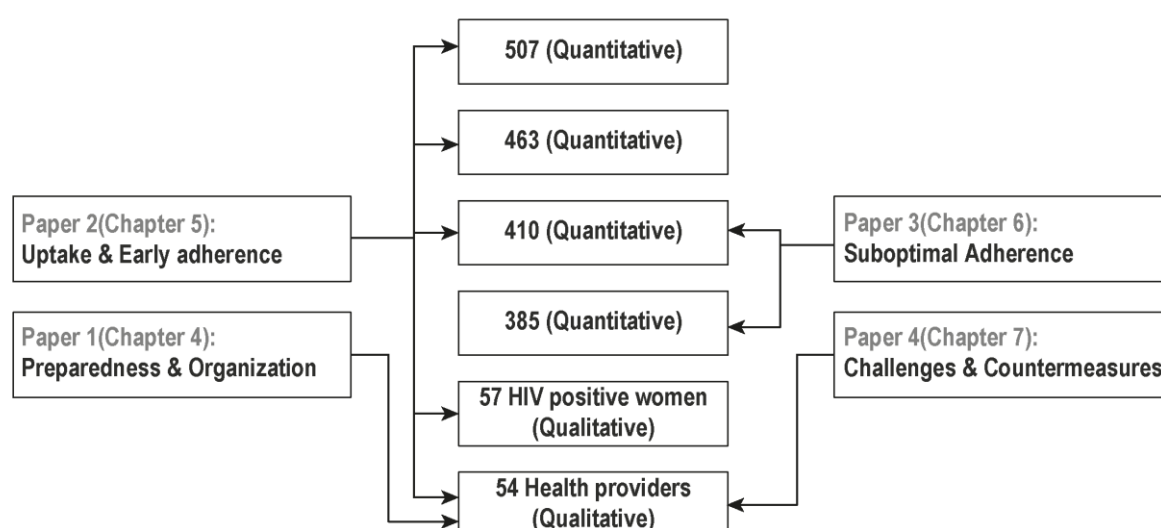 507 (Quantitative)
463 (Quantitative)
Paper 2(Chapter 5):
Uptake & Early adherence
410 (Quantitative)
Paper 3(Chapter 6):
Suboptimal Adherence
385 (Quantitative)
Paper 1(Chapter 4):
Preparedness & Organization
Paper 4(Chapter 7):
Challenges & Countermeasures
57 HIV positive women
(Qualitative)
54 Health providers
(Qualitative)